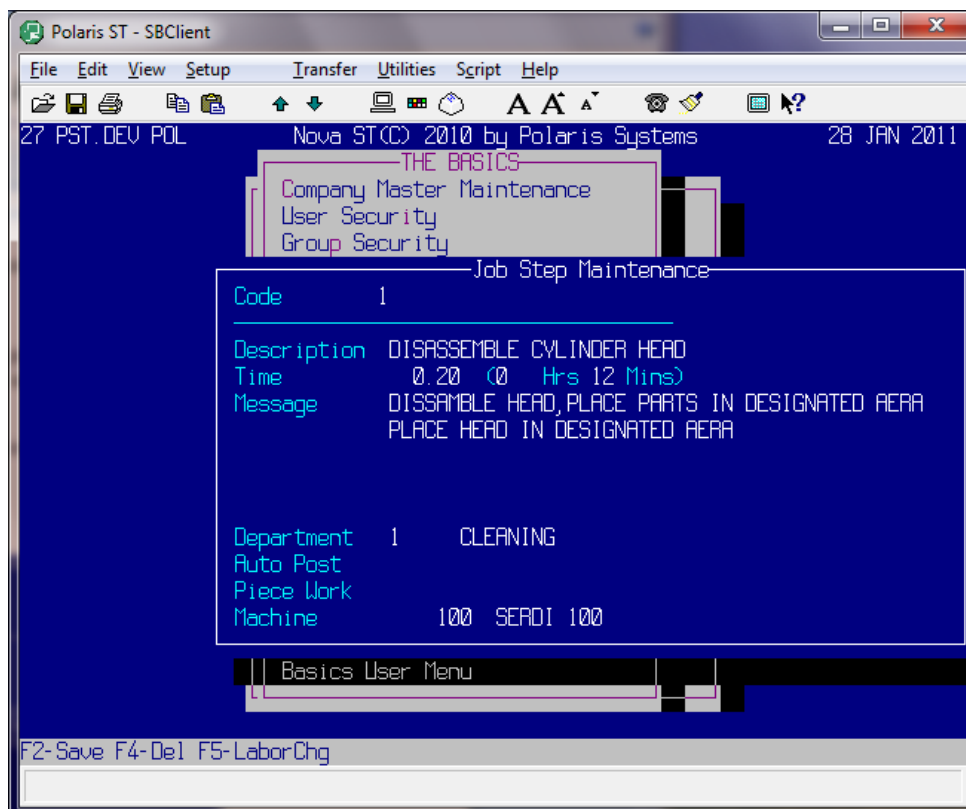 Polaris ST - SBClient
File Edit View Setup Transfer Utilities Script Help
A A A
27 PST.DEV POL Nova ST(C) 2010 by Polaris Systems 28 JAN 2011
THE BASICS
Company Master Maintenance
User Security
Group Security
Job Step Maintenance
Code 1
Description DISASSEMBLE CYLINDER HEAD
Time 0.20 (0 Hrs 12 Mins)
Message DISSAMBLE HEAD,PLACE PARTS IN DESIGNATED AERA
PLACE HEAD IN DESIGNATED AERA
Department 1 CLEANING
Auto Post
Piece Work
Machine 100 SERDI 100
Basics User Menu
F2-Save F4-Del F5-LaborChg